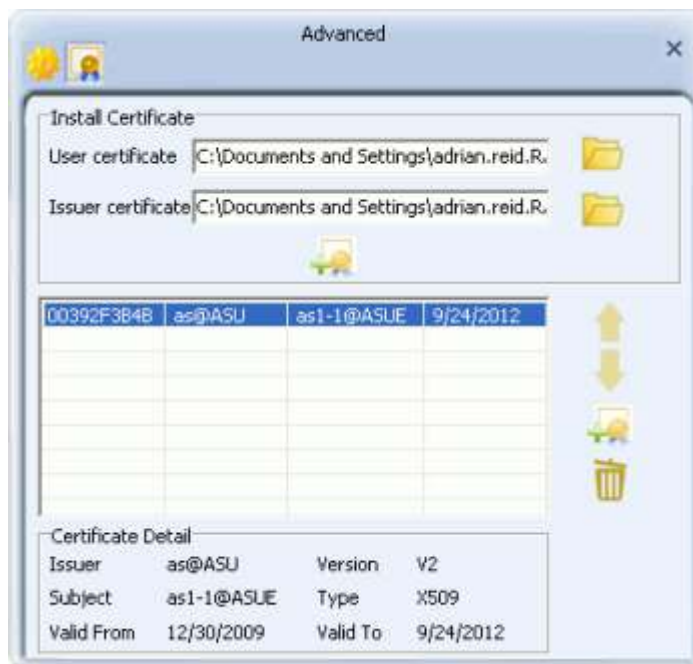 Advanced
Install Certificate
User certificate C:\Documents and Settings\adrian.reid.R.
Issuer certificate C:\Documents and Settings\adrian.reid.R.
00392F3B4B as@ASU as1-1@ASUE 9/24/2012
Certificate Detail
Issuer as@ASU Version V2
Subject as1-1@ASUE Type X509
Valid From 12/30/2009 Valid To 9/24/2012